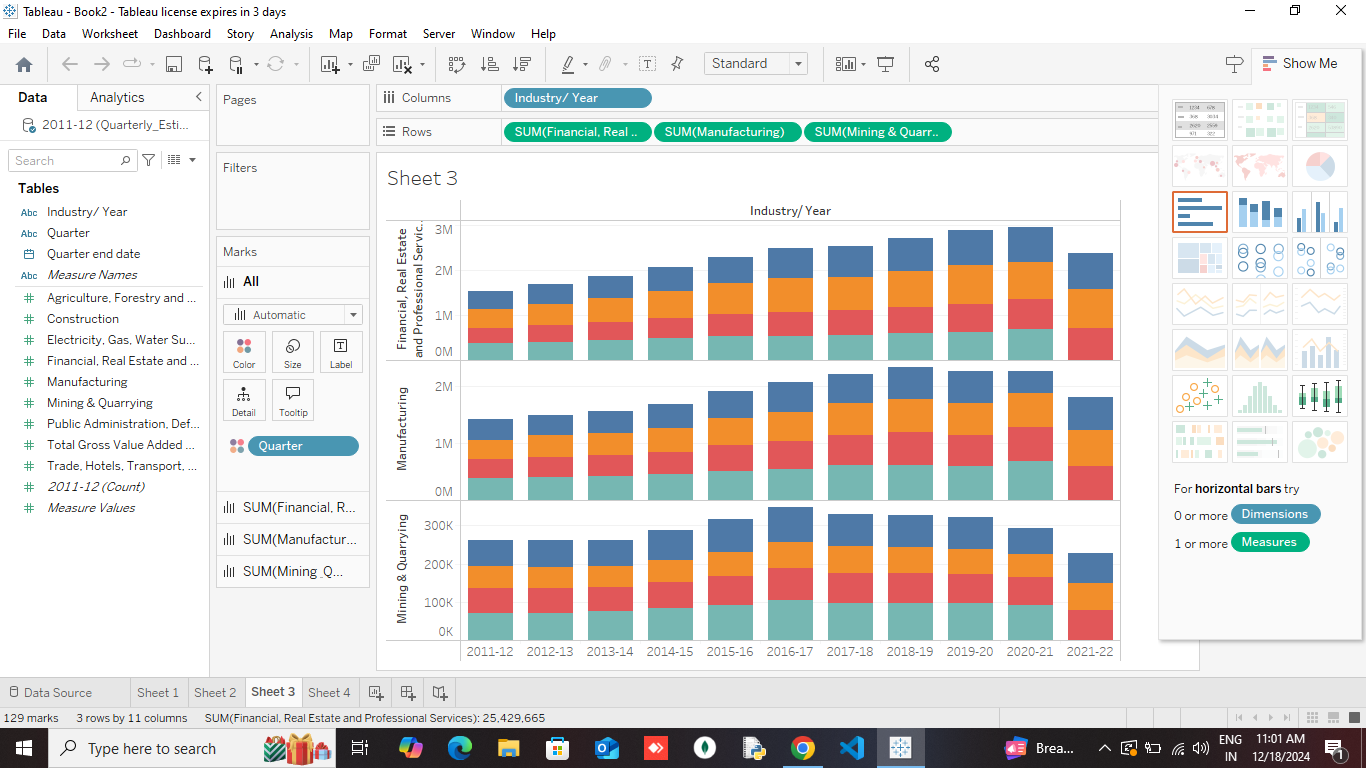 Tableau - Book2 - Tableau license expires in 3 days
File Data Worksheet Dashboard Story Analysis Map Format Server Window Help
Standard
Show Me
Data Analytics
2011-12 (Quarterly_Esti...
Search
Tables
Abc Industry/ Year
Abc Quarter
Quarter end date
Abc Measure Names
# Agriculture, Forestry and ...
# Construction
# Electricity, Gas, Water Su...
# Financial, Real Estate and ...
# Manufacturing
# Mining & Quarrying
# Public Administration, Def...
# Total Gross Value Added ...
# Trade, Hotels, Transport, ...
# 2011-12 (Count)
# Measure Values
Pages
Filters
Marks
All
Automatic
Color Size Label
Detail Tooltip
Quarter
SUM(Financial, R...
SUM(Manufactur...
SUM(Mining_Q...
Columns Industry/ Year
Rows SUM(Financial, Real .. SUM(Manufacturing) SUM(Mining & Quarr..
Sheet 3
Industry/ Year
Financial, Real Estate
and Professional Servic..
3M
2M
1M
0M
Manufacturing
2M
1M
0M
Mining & Quarrying
300K
200K
100K
0K
2011-12 2012-13 2013-14 2014-15 2015-16 2016-17 2017-18 2018-19 2019-20 2020-21 2021-22
For horizontal bars try
0 or more Dimensions
1 or more Measures
Data Source Sheet 1 Sheet 2 Sheet 3 Sheet 4
129 marks 3 rows by 11 columns SUM(Financial, Real Estate and Professional Services): 25,429,665
Type here to search
Brea...
ENG
IN
11:01 AM
12/18/2024
1